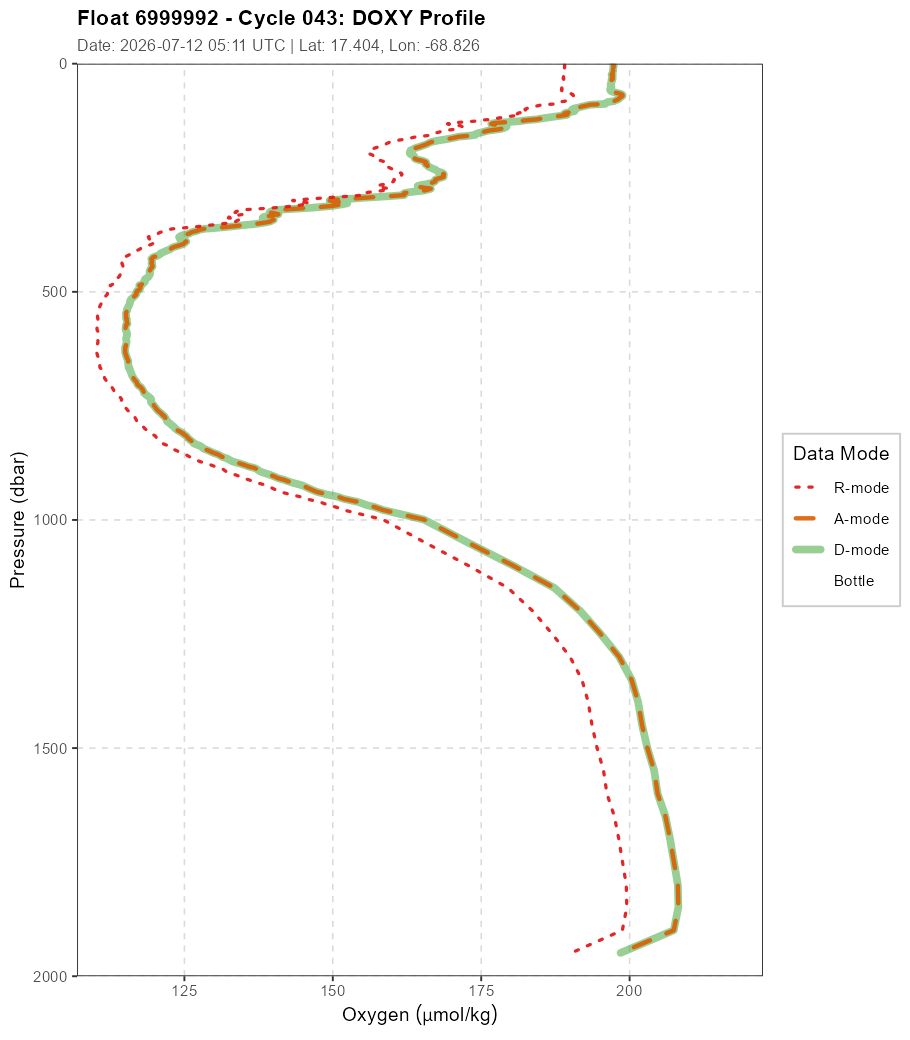 Float 6999992 - Cycle 043: DOXY Profile
Date: 2026-07-12 05:11 UTC | Lat: 17.404, Lon: -68.826
0
500
1000
1500
2000
Pressure (dbar)
125
150
175
200
Oxygen (µmol/kg)
Data Mode
R-mode
A-mode
D-mode
Bottle